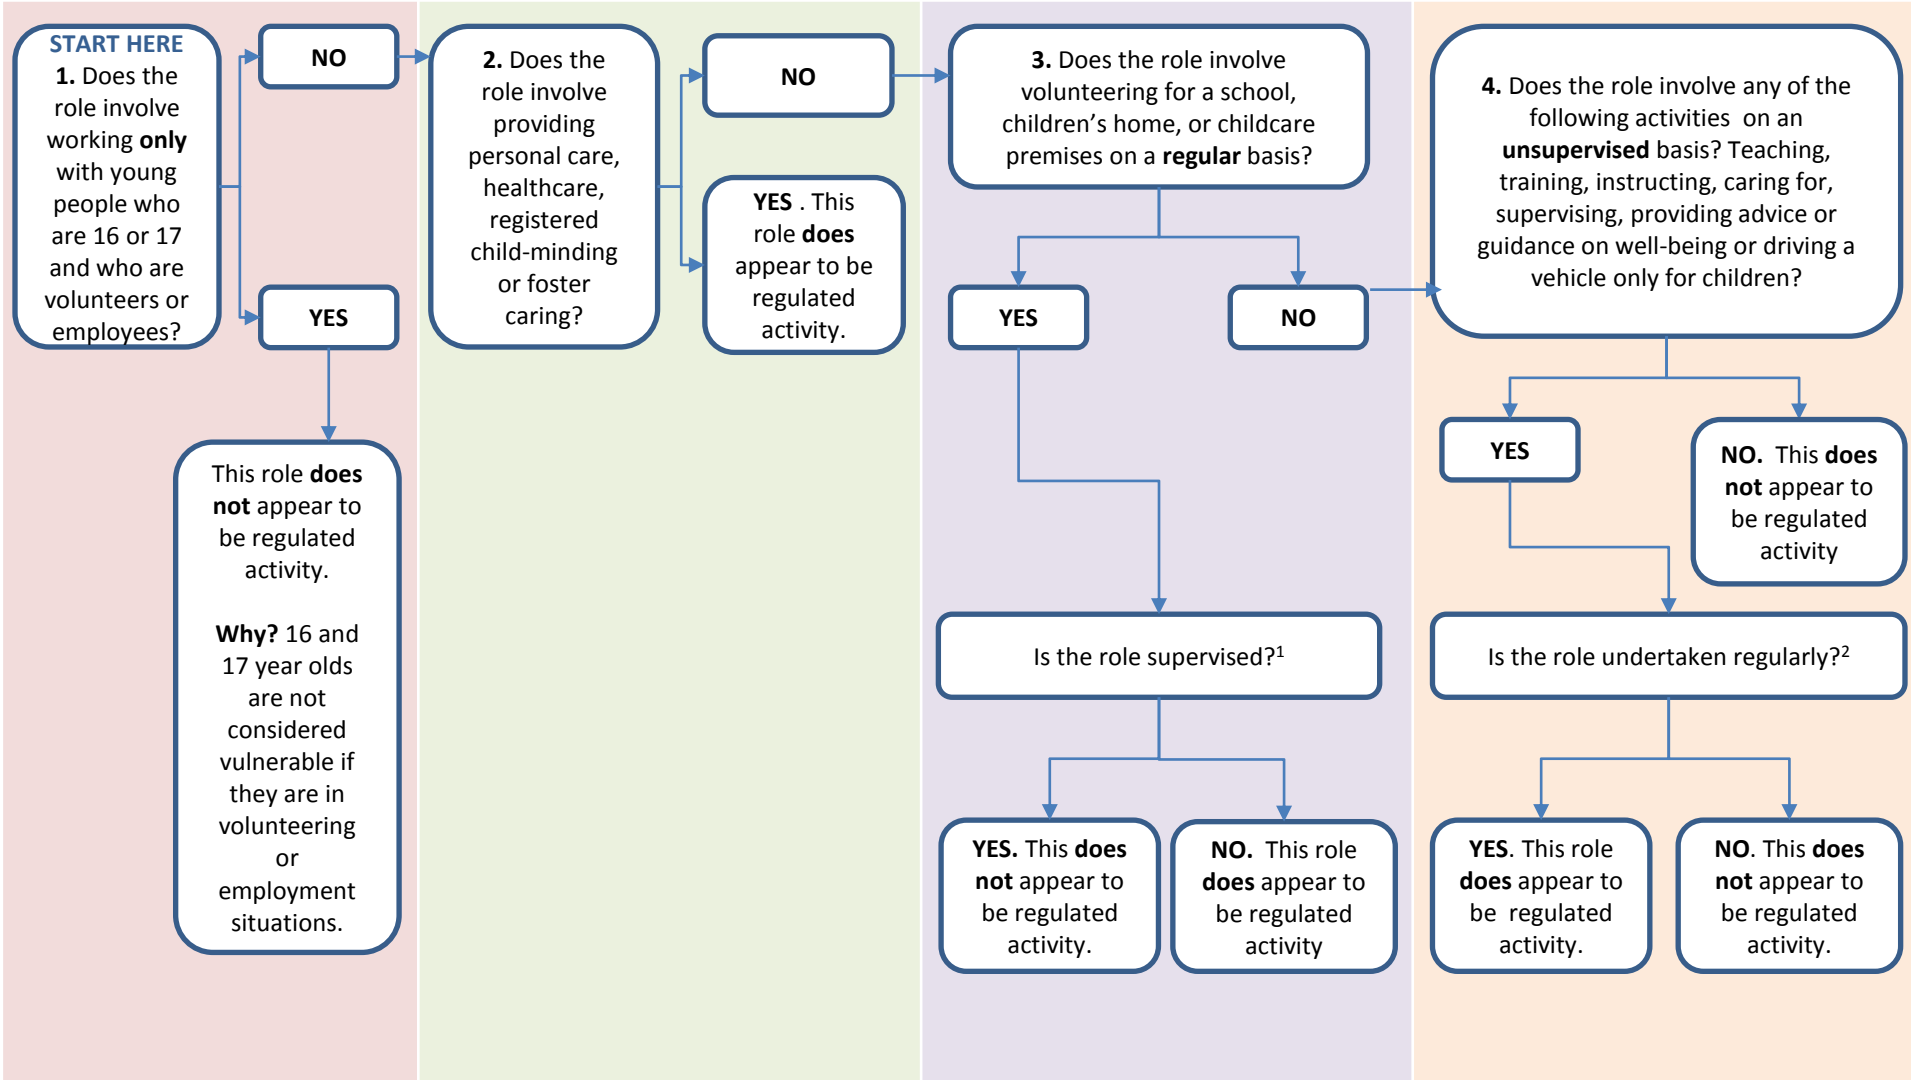 START HERE
1. Does the
role involve
working only
with young
people who
are 16 or 17
and who are
volunteers or
employees?
NO
YES
This role does
not appear to
be regulated
activity.
Why? 16 and
17 year olds
are not
considered
vulnerable if
they are in
volunteering
or
employment
situations.
2. Does the
role involve
providing
personal care,
healthcare,
registered
child-minding
or foster
caring?
NO
YES . This
role does
appear to be
regulated
activity.
3. Does the role involve
volunteering for a school,
children’s home, or childcare
premises on a regular basis?
YES
NO
Is the role supervised?1
YES. This does
not appear to
be regulated
activity.
NO. This role
does appear to
be regulated
activity
4. Does the role involve any of the
following activities on an
unsupervised basis? Teaching,
training, instructing, caring for,
supervising, providing advice or
guidance on well-being or driving a
vehicle only for children?
YES
NO. This does
not appear to
be regulated
activity
Is the role undertaken regularly?2
YES. This role
does appear to
be regulated
activity.
NO. This does
not appear to
be regulated
activity.